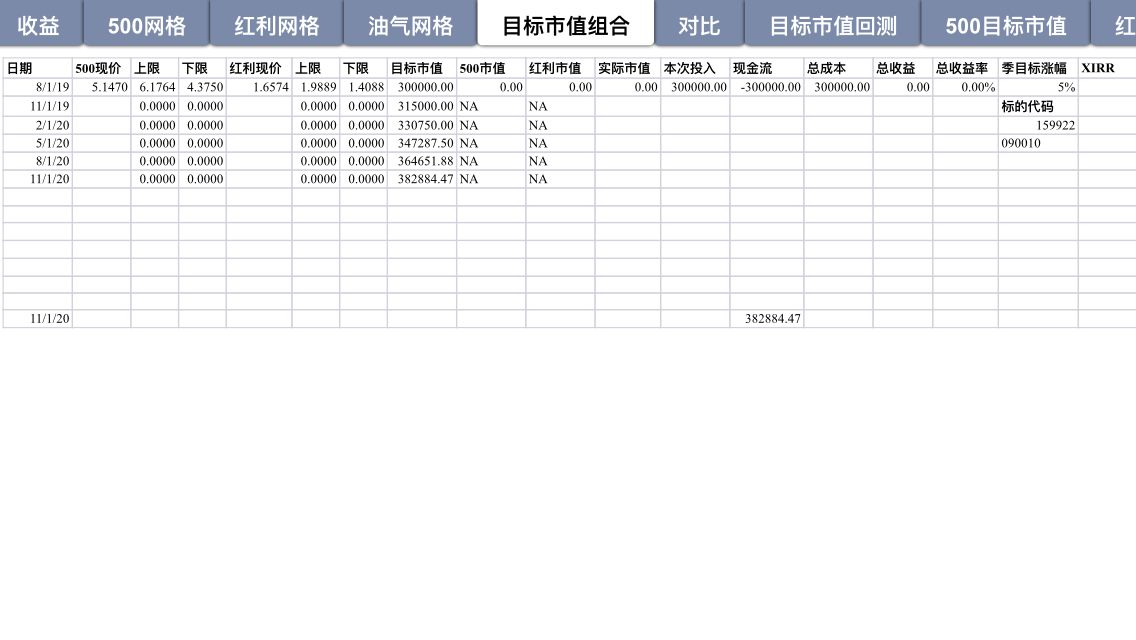 收益 500网格 红利网格 油气网格 目标市值组合 对比 目标市值回测 500目标市值 红
日期 500现价 上限 下限 红利现价 上限 下限 目标市值 500市值 红利市值 实际市值 本次投入 现金流 总成本 总收益 总收益率 季目标涨幅 XIRR
8/1/19 5.1470 6.1764 4.3750 1.6574 1.9889 1.4088 300000.00 0.00 0.00 0.00 300000.00 -300000.00 300000.00 0.00 0.00% 5%
11/1/19 0.0000 0.0000 0.0000 0.0000 315000.00 NA NA 标的代码
2/1/20 0.0000 0.0000 0.0000 0.0000 330750.00 NA NA 159922
5/1/20 0.0000 0.0000 0.0000 0.0000 347287.50 NA NA 090010
8/1/20 0.0000 0.0000 0.0000 0.0000 364651.88 NA NA
11/1/20 0.0000 0.0000 0.0000 0.0000 382884.47 NA NA
11/1/20 382884.47